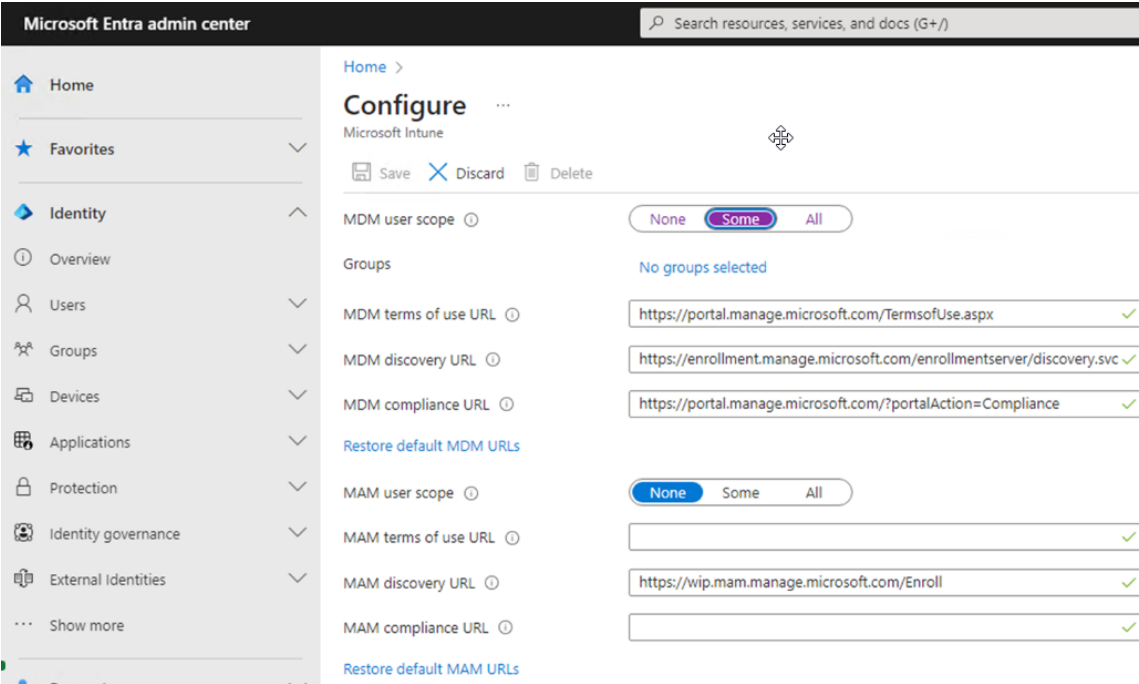 Microsoft Entra admin center
Search resources, services, and docs (G+/)
Home
Favorites
Identity
Overview
Users
Groups
Devices
Applications
Protection
Identity governance
External Identities
Show more
Home >
Configure ...
Microsoft Intune
Save Discard Delete
MDM user scope None Some All
Groups No groups selected
MDM terms of use URL https://portal.manage.microsoft.com/TermsofUse.aspx
MDM discovery URL https://enrollment.manage.microsoft.com/enrollmentserver/discovery.svc
MDM compliance URL https://portal.manage.microsoft.com/?portalAction=Compliance
Restore default MDM URLs
MAM user scope None Some All
MAM terms of use URL
MAM discovery URL https://wip.mam.manage.microsoft.com/Enroll
MAM compliance URL
Restore default MAM URLs